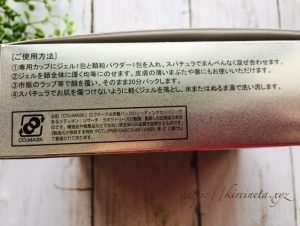 [ご使用方法]
①専用カップにジェル1包と顆粒パウダー1包を入れ、スパチュラでまんべんなく混ぜ合わせます。
②ジェルを顔全体に厚く均等にのせます。皮膚の薄いまぶたや唇にもお使いいただけます。
③市販のラップ等で顔を覆い、そのまま20分パックします。
④スパチュラでお肌を傷つけないように軽くジェルを落とし、水またはぬるま湯で洗い流します。
CO₂MASK
https://kireineta.xyz